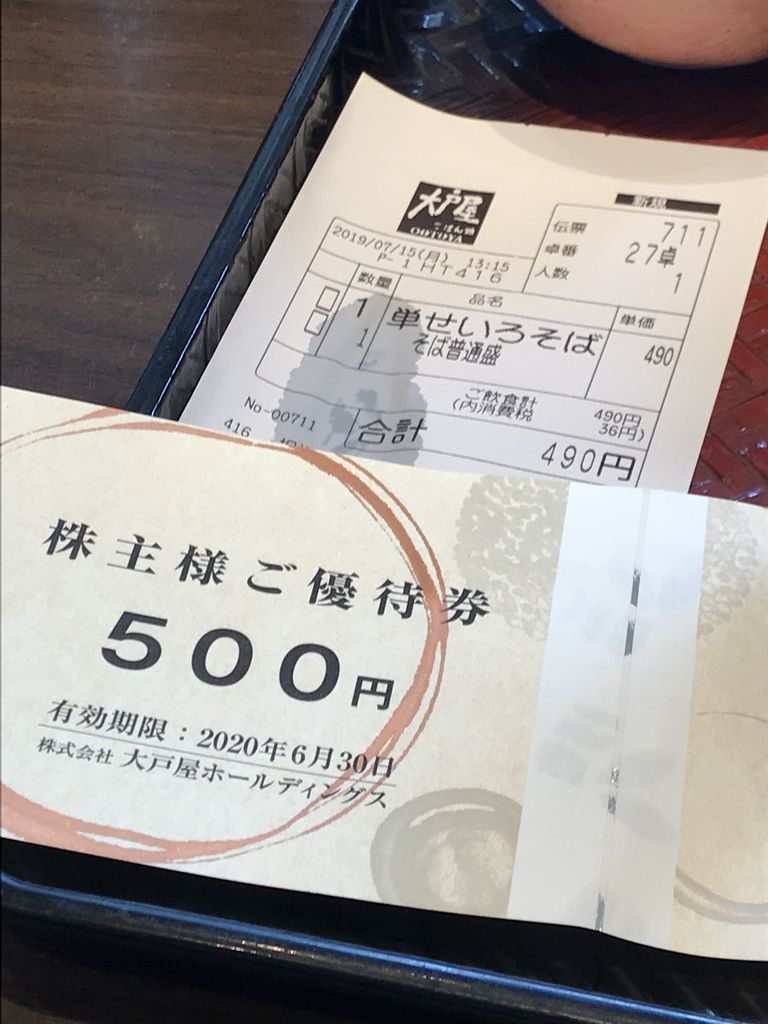 大戸屋
ごはん処
OOTOYA
新規
伝票 711
卓番 27卓
人数 1
2019/07/15(月) 13:15
P-1 HT416
数量 品名 単価
1 単せいろそば 490
1 そば普通盛
ご飲食計 490円
(内消費税 36円)
No-00711
合計 490円
416
株主様ご優待券
500円
有効期限：2020年6月30日
株式会社 大戸屋ホールディングス